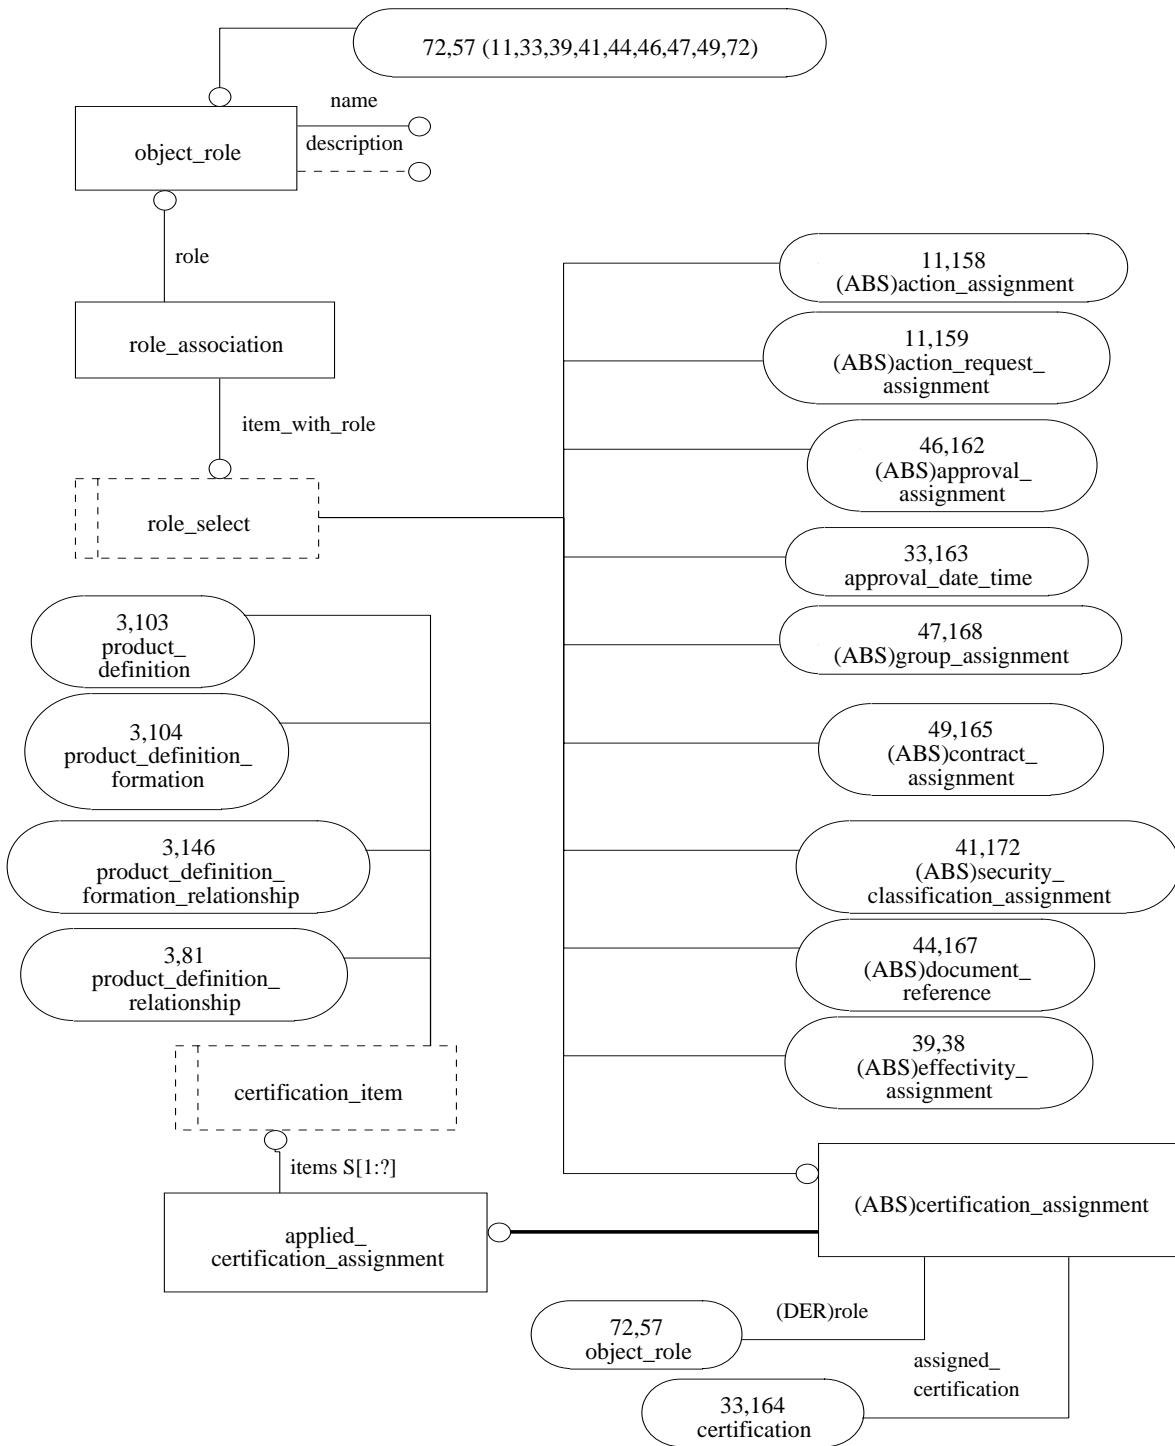 72,57 (11,33,39,41,44,46,47,49,72)
name
object_role
description
role
role_association
item_with_role
role_select
11,158
(ABS)action_assignment
11,159
(ABS)action_request_
assignment
46,162
(ABS)approval_
assignment
33,163
approval_date_time
47,168
(ABS)group_assignment
49,165
(ABS)contract_
assignment
41,172
(ABS)security_
classification_assignment
44,167
(ABS)document_
reference
39,38
(ABS)effectivity_
assignment
3,103
product_
definition
3,104
product_definition_
formation
3,146
product_definition_
formation_relationship
3,81
product_definition_
relationship
certification_item
items S[1:?]
applied_
certification_assignment
(ABS)certification_assignment
(DER)role
72,57
object_role
assigned_
certification
33,164
certification